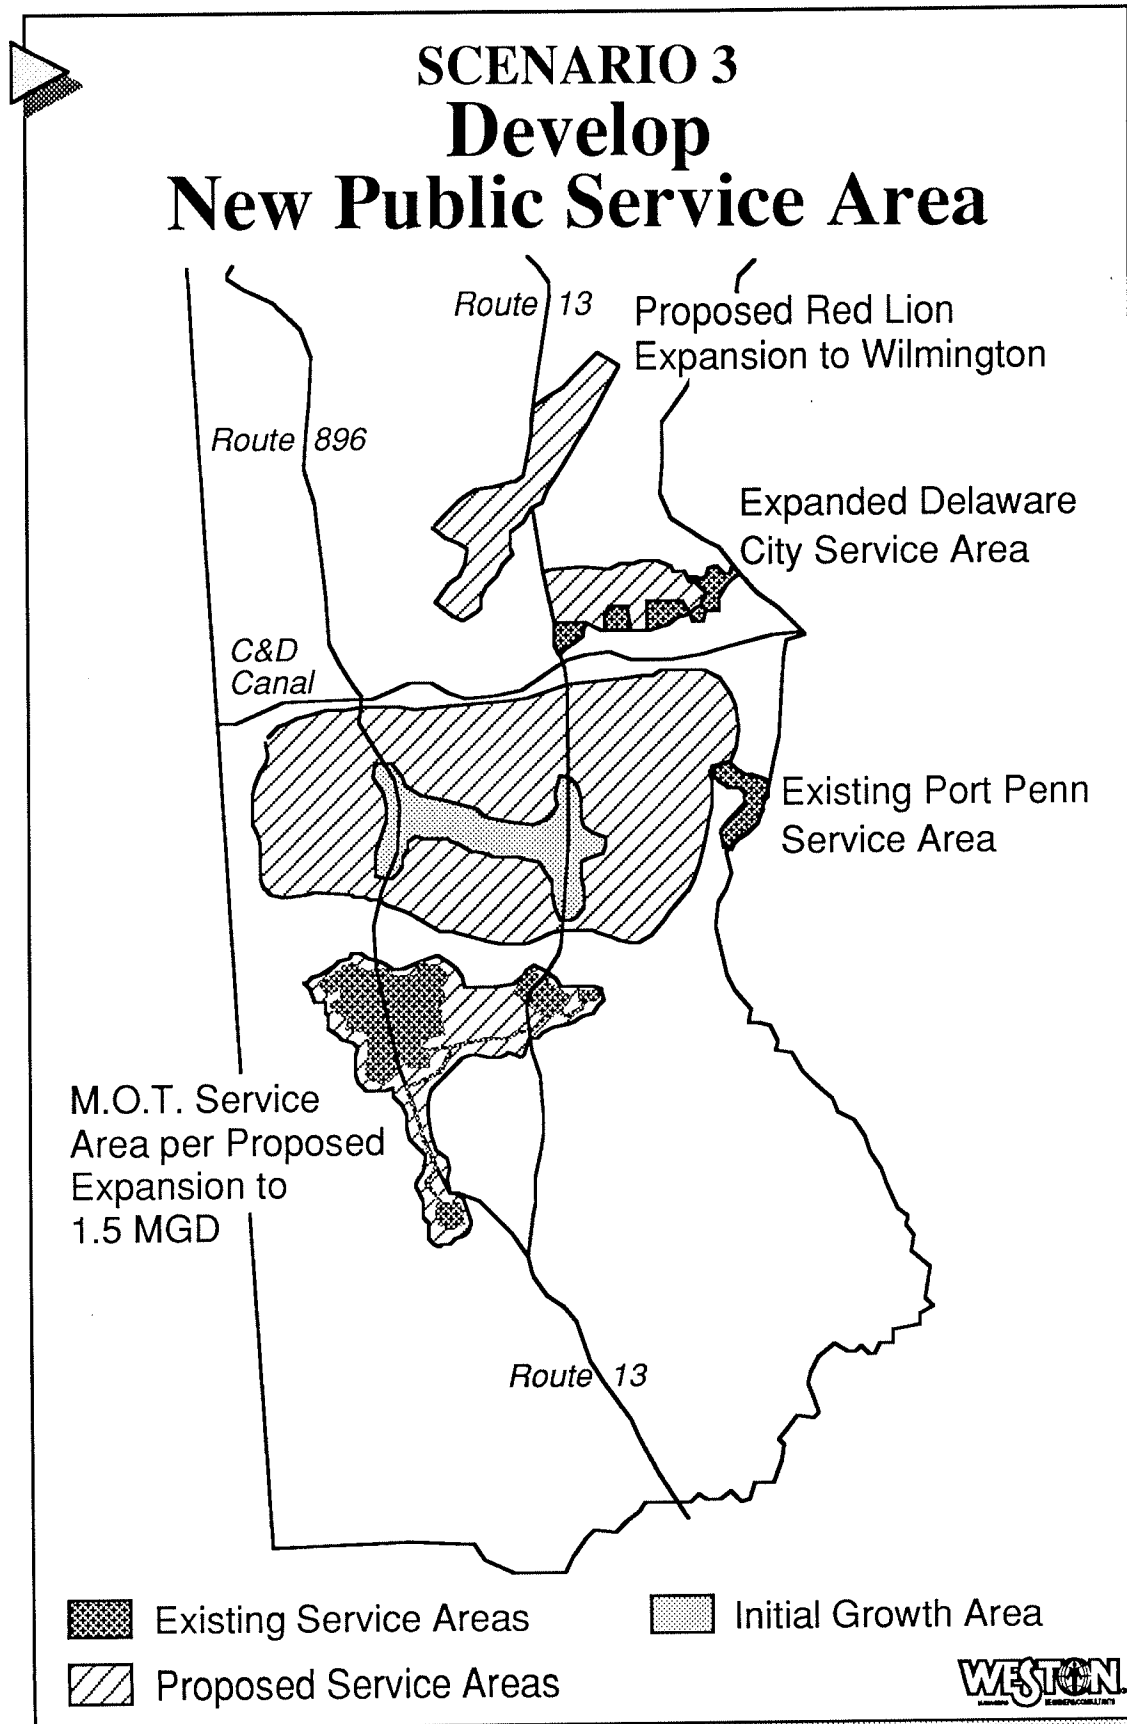 SCENARIO 3
Develop
New Public Service Area
Route 13
Proposed Red Lion
Expansion to Wilmington
Route 896
Expanded Delaware
City Service Area
C&D
Canal
Existing Port Penn
Service Area
M.O.T. Service
Area per Proposed
Expansion to
1.5 MGD
Route 13
Existing Service Areas
Initial Growth Area
Proposed Service Areas
WESTON